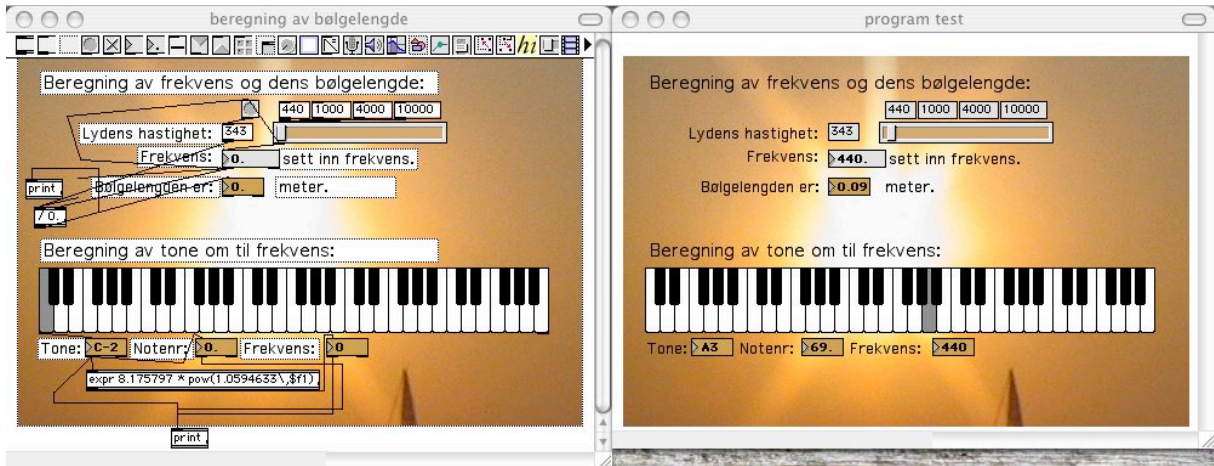 beregning av bølgelengde
hi
Beregning av frekvens og dens bølgelengde:
440 1000 4000 10000
Lydens hastighet: 343
Frekvens: 0. sett inn frekvens.
print
Bølgelengden er: 0. meter.
/ 0.
Beregning av tone om til frekvens:
Tone: C-2 Notenr: 0. Frekvens: 0
expr 8.175797 * pow(1.0594633\,$f1)
print
program test
Beregning av frekvens og dens bølgelengde:
440 1000 4000 10000
Lydens hastighet: 343
Frekvens: 440. sett inn frekvens.
Bølgelengden er: 0.09 meter.
Beregning av tone om til frekvens:
Tone: A3 Notenr: 69. Frekvens: 440